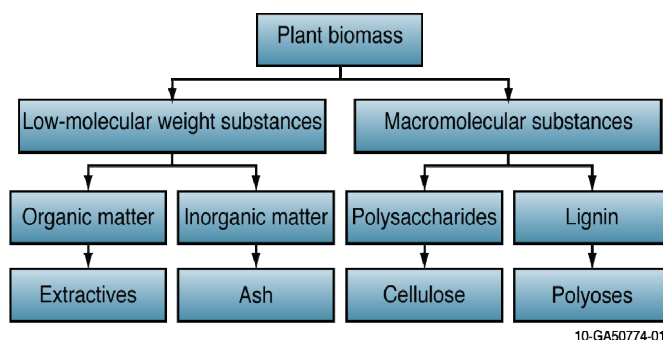 Plant biomass
Low-molecular weight substances
Macromolecular substances
Organic matter
Inorganic matter
Polysaccharides
Lignin
Extractives
Ash
Cellulose
Polyoses
10-GA50774-01